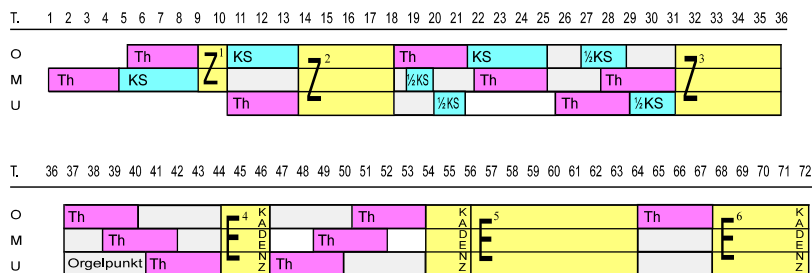 T. 1 2 3 4 5 6 7 8 9 10 11 12 13 14 15 16 17 18 19 20 21 22 23 24 25 26 27 28 29 30 31 32 33 34 35 36
O Th Z 1 KS Z 2 Th KS ½KS Z 3
M Th KS ½KS Th Th
U Th ½KS Th ½KS
T. 36 37 38 39 40 41 42 43 44 45 46 47 48 49 50 51 52 53 54 55 56 57 58 59 60 61 62 63 64 65 66 67 68 69 70 71 72
O Th E 4 KADENZ Th KADENZ E 5 Th E 6 KADENZ
M Th Th
U Orgelpunkt Th Th